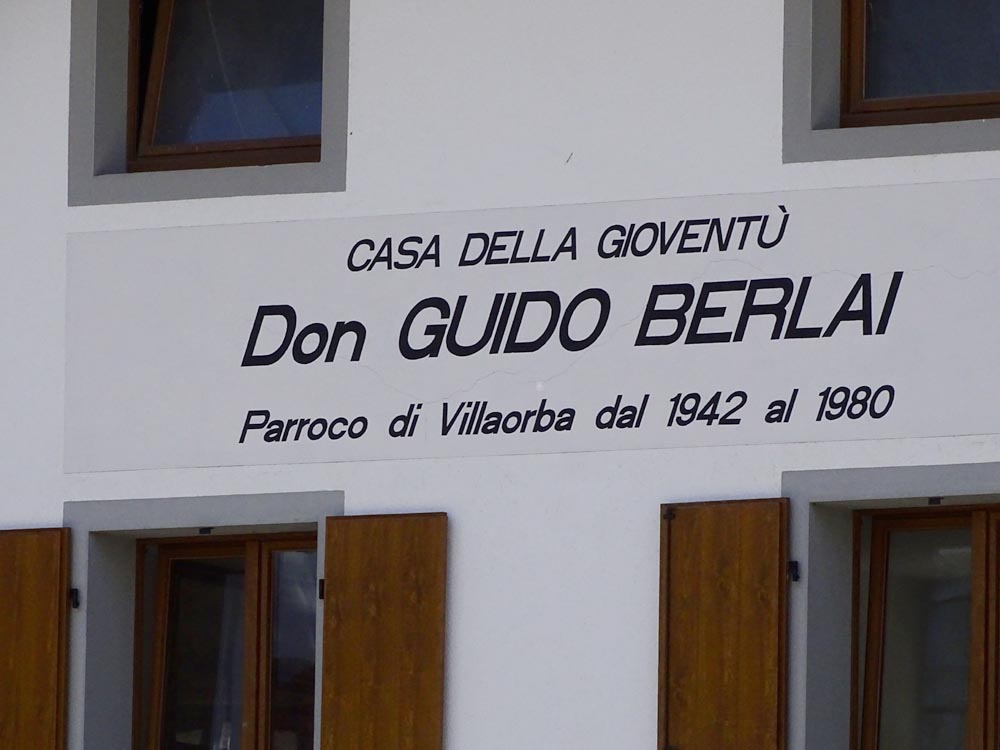 CASA DELLA GIOVENTÙ
Don GUIDO BERLAI
Parroco di Villaorba dal 1942 al 1980